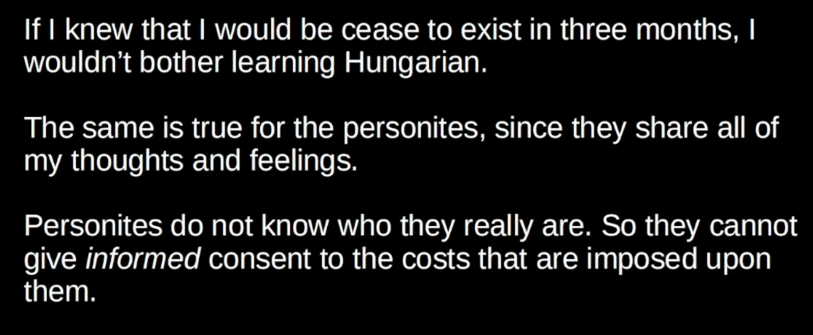 If I knew that I would be cease to exist in three months, I
wouldn’t bother learning Hungarian.
The same is true for the personites, since they share all of
my thoughts and feelings.
Personites do not know who they really are. So they cannot
give informed consent to the costs that are imposed upon
them.